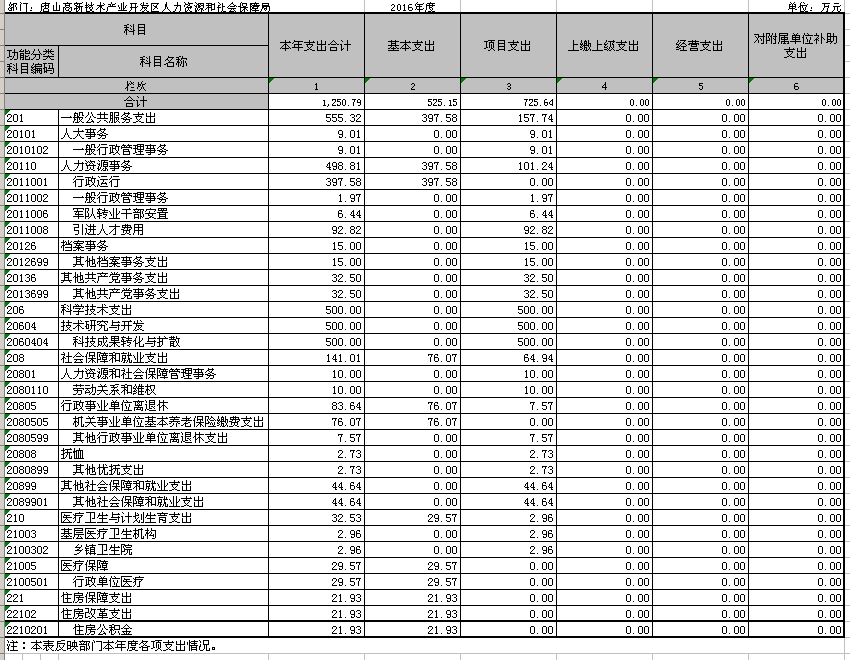 部门：唐山高新技术产业开发区人力资源和社会保障局 2016年度 单位：万元
科目 本年支出合计 基本支出 项目支出 上缴上级支出 经营支出 对附属单位补助支出
功能分类科目编码 科目名称
栏次 1 2 3 4 5 6
合计 1,250.79 525.15 725.64 0.00 0.00 0.00
201 一般公共服务支出 555.32 397.58 157.74 0.00 0.00 0.00
20101 人大事务 9.01 0.00 9.01 0.00 0.00 0.00
2010102 一般行政管理事务 9.01 0.00 9.01 0.00 0.00 0.00
20110 人力资源事务 498.81 397.58 101.24 0.00 0.00 0.00
2011001 行政运行 397.58 397.58 0.00 0.00 0.00 0.00
2011002 一般行政管理事务 1.97 0.00 1.97 0.00 0.00 0.00
2011006 军队转业干部安置 6.44 0.00 6.44 0.00 0.00 0.00
2011008 引进人才费用 92.82 0.00 92.82 0.00 0.00 0.00
20126 档案事务 15.00 0.00 15.00 0.00 0.00 0.00
2012699 其他档案事务支出 15.00 0.00 15.00 0.00 0.00 0.00
20136 其他共产党事务支出 32.50 0.00 32.50 0.00 0.00 0.00
2013699 其他共产党事务支出 32.50 0.00 32.50 0.00 0.00 0.00
206 科学技术支出 500.00 0.00 500.00 0.00 0.00 0.00
20604 技术研究与开发 500.00 0.00 500.00 0.00 0.00 0.00
2060404 科技成果转化与扩散 500.00 0.00 500.00 0.00 0.00 0.00
208 社会保障和就业支出 141.01 76.07 64.94 0.00 0.00 0.00
20801 人力资源和社会保障管理事务 10.00 0.00 10.00 0.00 0.00 0.00
2080110 劳动关系和维权 10.00 0.00 10.00 0.00 0.00 0.00
20805 行政事业单位离退休 83.64 76.07 7.57 0.00 0.00 0.00
2080505 机关事业单位基本养老保险缴费支出 76.07 76.07 0.00 0.00 0.00 0.00
2080599 其他行政事业单位离退休支出 7.57 0.00 7.57 0.00 0.00 0.00
20808 抚恤 2.73 0.00 2.73 0.00 0.00 0.00
2080899 其他优抚支出 2.73 0.00 2.73 0.00 0.00 0.00
20899 其他社会保障和就业支出 44.64 0.00 44.64 0.00 0.00 0.00
2089901 其他社会保障和就业支出 44.64 0.00 44.64 0.00 0.00 0.00
210 医疗卫生与计划生育支出 32.53 29.57 2.96 0.00 0.00 0.00
21003 基层医疗卫生机构 2.96 0.00 2.96 0.00 0.00 0.00
2100302 乡镇卫生院 2.96 0.00 2.96 0.00 0.00 0.00
21005 医疗保障 29.57 29.57 0.00 0.00 0.00 0.00
2100501 行政单位医疗 29.57 29.57 0.00 0.00 0.00 0.00
221 住房保障支出 21.93 21.93 0.00 0.00 0.00 0.00
22102 住房改革支出 21.93 21.93 0.00 0.00 0.00 0.00
2210201 住房公积金 21.93 21.93 0.00 0.00 0.00 0.00
注：本表反映部门本年度各项支出情况。